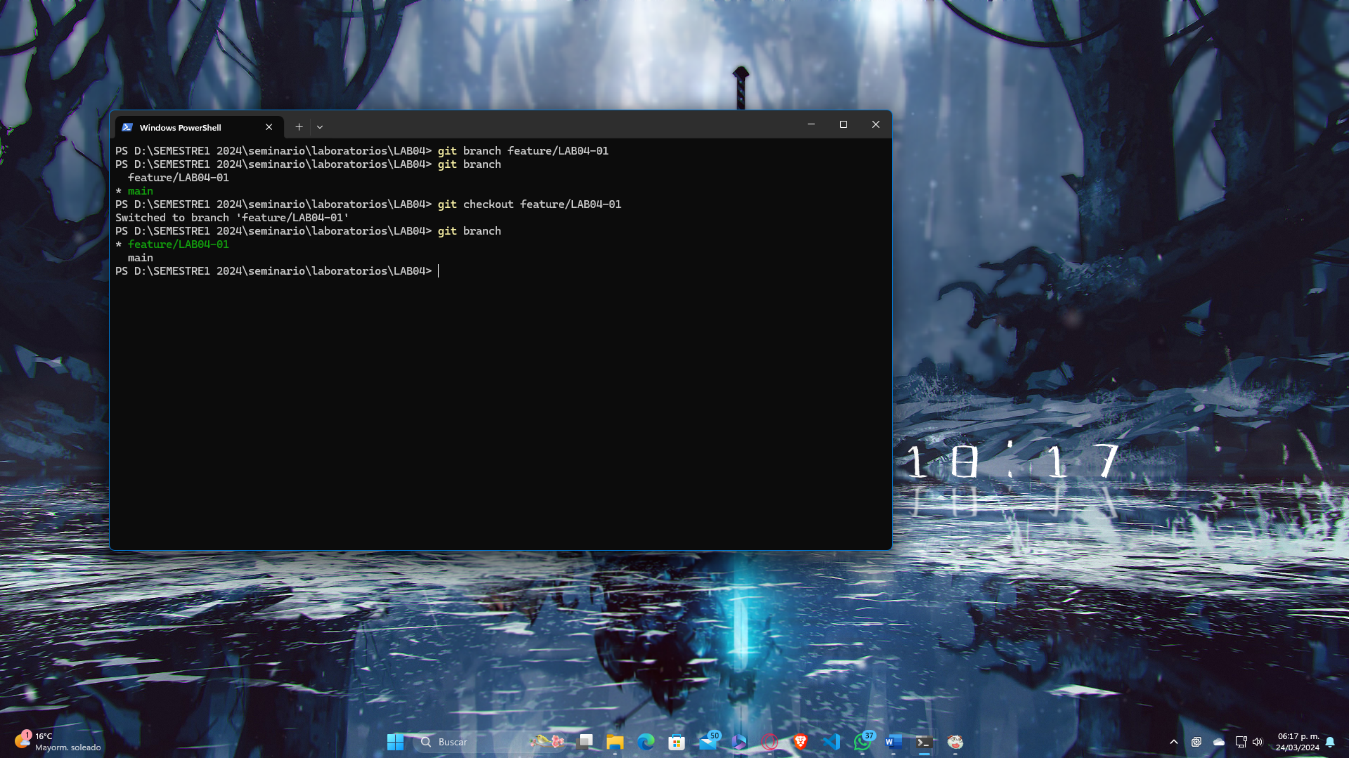 Windows PowerShell
PS D:\SEMESTRE1 2024\seminario\laboratorios\LAB04> git branch feature/LAB04-01
PS D:\SEMESTRE1 2024\seminario\laboratorios\LAB04> git branch
  feature/LAB04-01
* main
PS D:\SEMESTRE1 2024\seminario\laboratorios\LAB04> git checkout feature/LAB04-01
Switched to branch 'feature/LAB04-01'
PS D:\SEMESTRE1 2024\seminario\laboratorios\LAB04> git branch
* feature/LAB04-01
  main
PS D:\SEMESTRE1 2024\seminario\laboratorios\LAB04>
18:17
1
16°C
Mayorm. soleado
Buscar
50
37
06:17 p. m.
24/03/2024